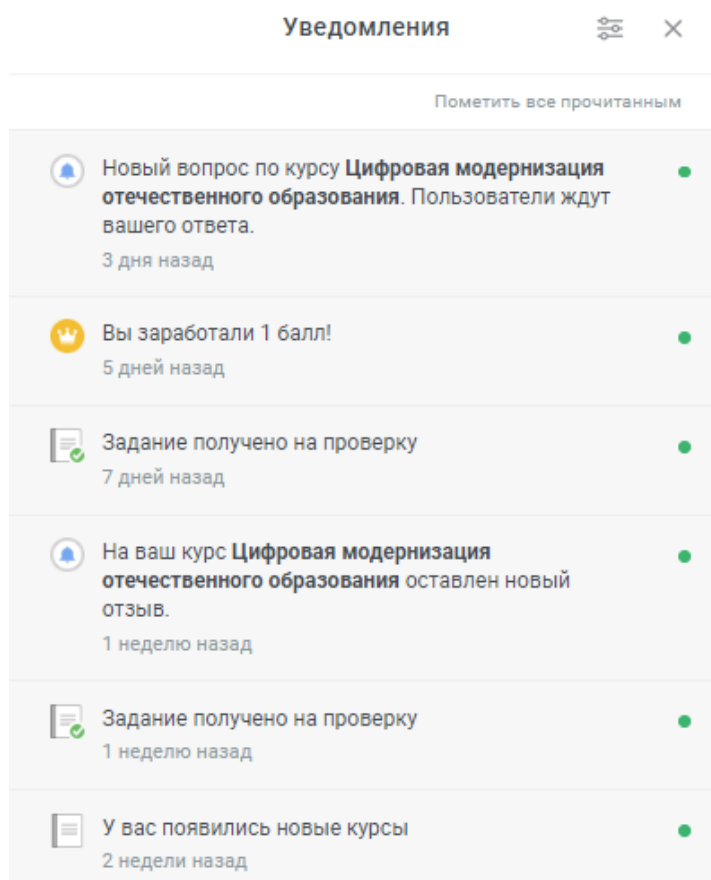 Уведомления
Пометить все прочитанным
Новый вопрос по курсу Цифровая модернизация
отечественного образования. Пользователи ждут
вашего ответа.
3 дня назад
Вы заработали 1 балл!
5 дней назад
Задание получено на проверку
7 дней назад
На ваш курс Цифровая модернизация
отечественного образования оставлен новый
отзыв.
1 неделю назад
Задание получено на проверку
1 неделю назад
У вас появились новые курсы
2 недели назад